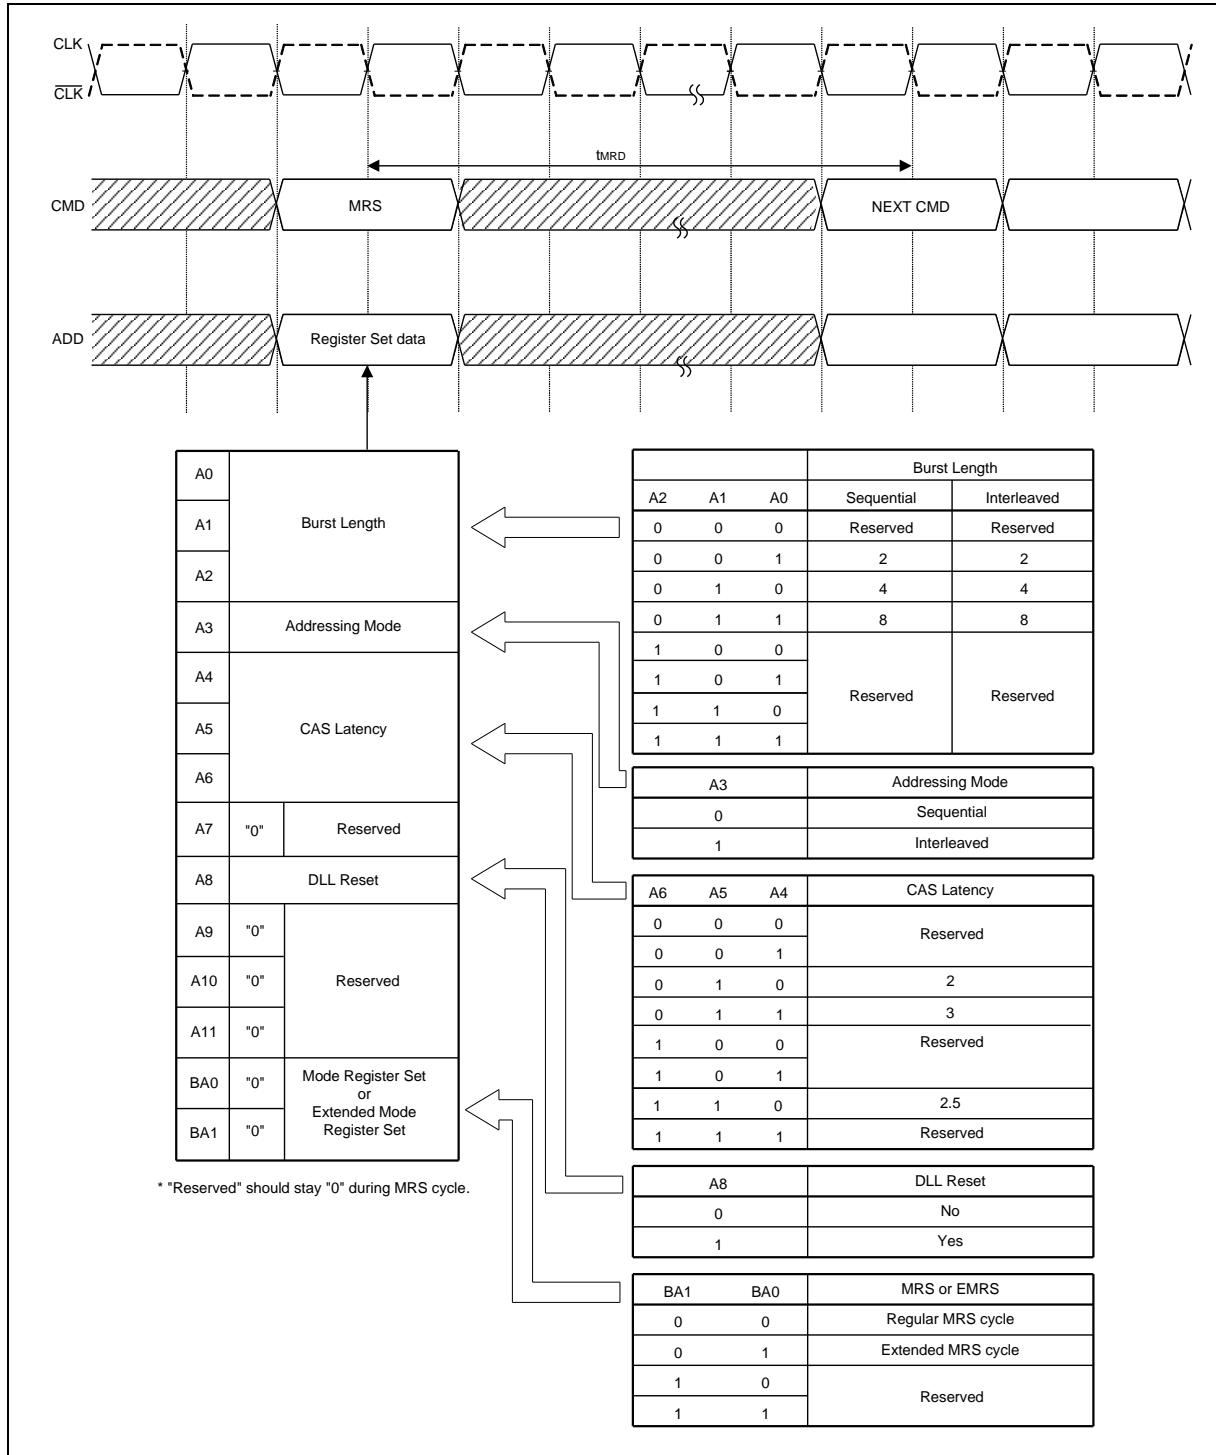 CLK
CLK
tMRD
CMD
MRS
NEXT CMD
ADD
Register Set data
A0
A1
A2
Burst Length
A3
Addressing Mode
A4
A5
A6
CAS Latency
A7
"0"
Reserved
A8
DLL Reset
A9
"0"
A10
"0"
A11
"0"
Reserved
BA0
"0"
BA1
"0"
Mode Register Set
or
Extended Mode
Register Set
* "Reserved" should stay "0" during MRS cycle.
Burst Length
A2 A1 A0 Sequential Interleaved
0 0 0 Reserved Reserved
0 0 1 2 2
0 1 0 4 4
0 1 1 8 8
1 0 0
1 0 1
Reserved Reserved
1 1 0
1 1 1
A3 Addressing Mode
0 Sequential
1 Interleaved
A6 A5 A4 CAS Latency
0 0 0
Reserved
0 0 1
0 1 0 2
0 1 1 3
1 0 0 Reserved
1 0 1
1 1 0 2.5
1 1 1 Reserved
A8 DLL Reset
0 No
1 Yes
BA1 BA0 MRS or EMRS
0 0 Regular MRS cycle
0 1 Extended MRS cycle
1 0
Reserved
1 1